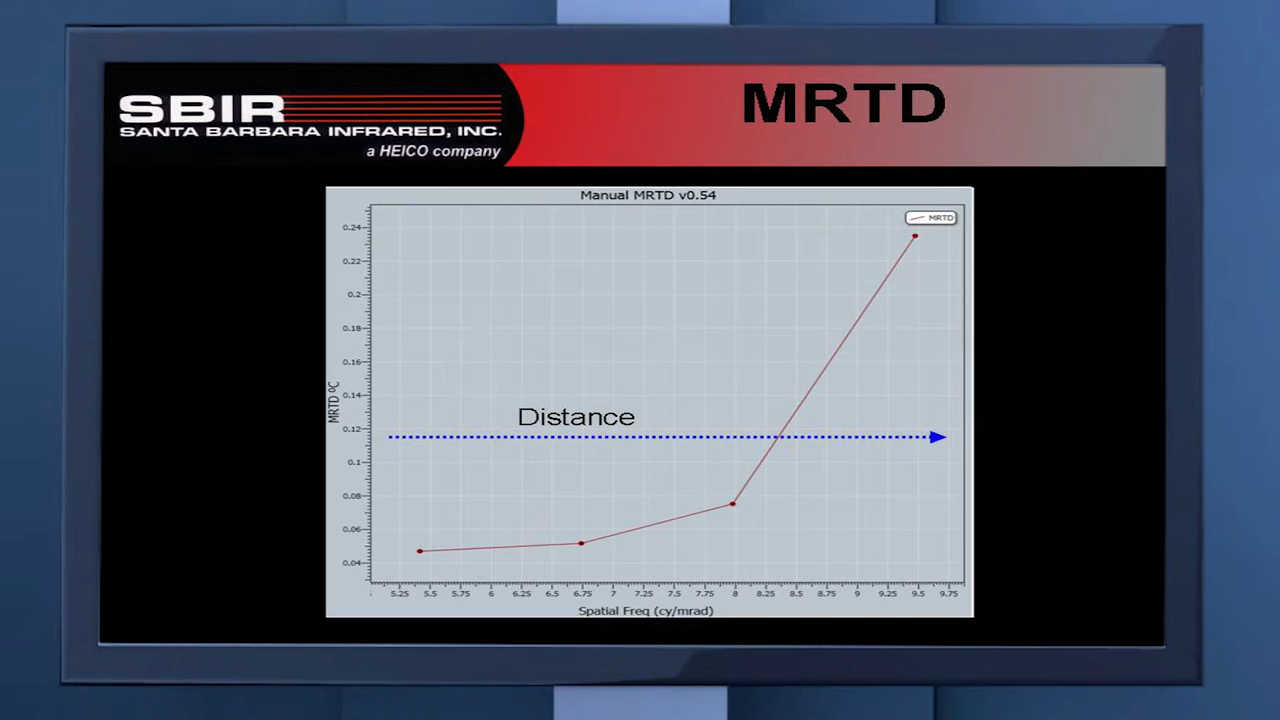 SBIR
SANTA BARBARA INFRARED, INC.
a HEICO company
MRTD
Manual MRTD v0.54
MRTD
0.24
0.22
0.2
0.18
0.16
0.14
0.12
0.1
0.08
0.06
0.04
MRTD ºC
Distance
5.25 5.5 5.75 6 6.25 6.5 6.75 7 7.25 7.5 7.75 8 8.25 8.5 8.75 9 9.25 9.5 9.75
Spatial Freq (cy/mrad)